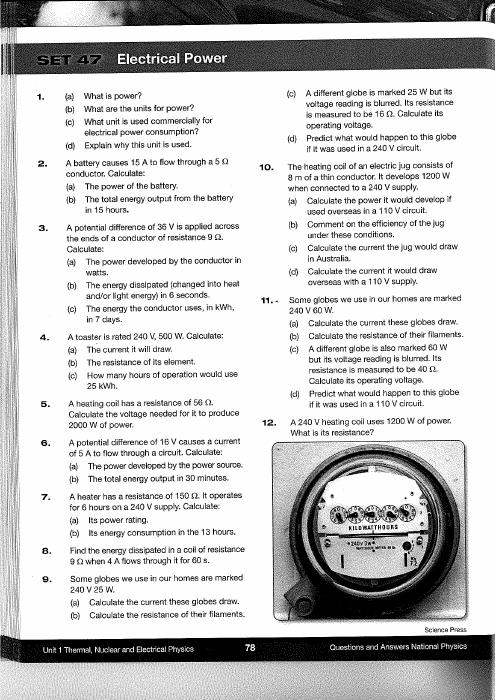 SET 47 Electrical Power
1. (a) What is power?
(b) What are the units for power?
(c) What unit is used commercially for
electrical power consumption?
(d) Explain why this unit is used.
2. A battery causes 15 A to flow through a 5 Ω
conductor. Calculate:
(a) The power of the battery.
(b) The total energy output from the battery
in 15 hours.
3. A potential difference of 36 V is applied across
the ends of a conductor of resistance 9 Ω.
Calculate:
(a) The power developed by the conductor in
watts.
(b) The energy dissipated (changed into heat
and/or light energy) in 6 seconds.
(c) The energy the conductor uses, in kWh,
in 7 days.
4. A toaster is rated 240 V, 500 W. Calculate:
(a) The current it will draw.
(b) The resistance of its element.
(c) How many hours of operation would use
25 kWh.
5. A heating coil has a resistance of 56 Ω.
Calculate the voltage needed for it to produce
2000 W of power.
6. A potential difference of 16 V causes a current
of 5 A to flow through a circuit. Calculate:
(a) The power developed by the power source.
(b) The total energy output in 30 minutes.
7. A heater has a resistance of 150 Ω. It operates
for 6 hours on a 240 V supply. Calculate:
(a) Its power rating.
(b) Its energy consumption in the 13 hours.
8. Find the energy dissipated in a coil of resistance
9 Ω when 4 A flows through it for 60 s.
9. Some globes we use in our homes are marked
240 V 25 W.
(a) Calculate the current these globes draw.
(b) Calculate the resistance of their filaments.
(c) A different globe is marked 25 W but its
voltage reading is blurred. Its resistance
is measured to be 16 Ω. Calculate its
operating voltage.
(d) Predict what would happen to this globe
if it was used in a 240 V circuit.
10. The heating coil of an electric jug consists of
8 m of a thin conductor. It develops 1200 W
when connected to a 240 V supply.
(a) Calculate the power it would develop if
used overseas in a 110 V circuit.
(b) Comment on the efficiency of the jug
under these conditions.
(c) Calculate the current the jug would draw
in Australia.
(d) Calculate the current it would draw
overseas with a 110 V supply.
11. - Some globes we use in our homes are marked
240 V 60 W.
(a) Calculate the current these globes draw.
(b) Calculate the resistance of their filaments.
(c) A different globe is also marked 60 W
but its voltage reading is blurred. Its
resistance is measured to be 40 Ω.
Calculate its operating voltage.
(d) Predict what would happen to this globe
if it was used in a 110 V circuit.
12. A 240 V heating coil uses 1200 W of power.
What is its resistance?
KILOWATTHOURS
Science Press
Unit 1 Thermal, Nuclear and Electrical Physics 78 Questions and Answers National Physics